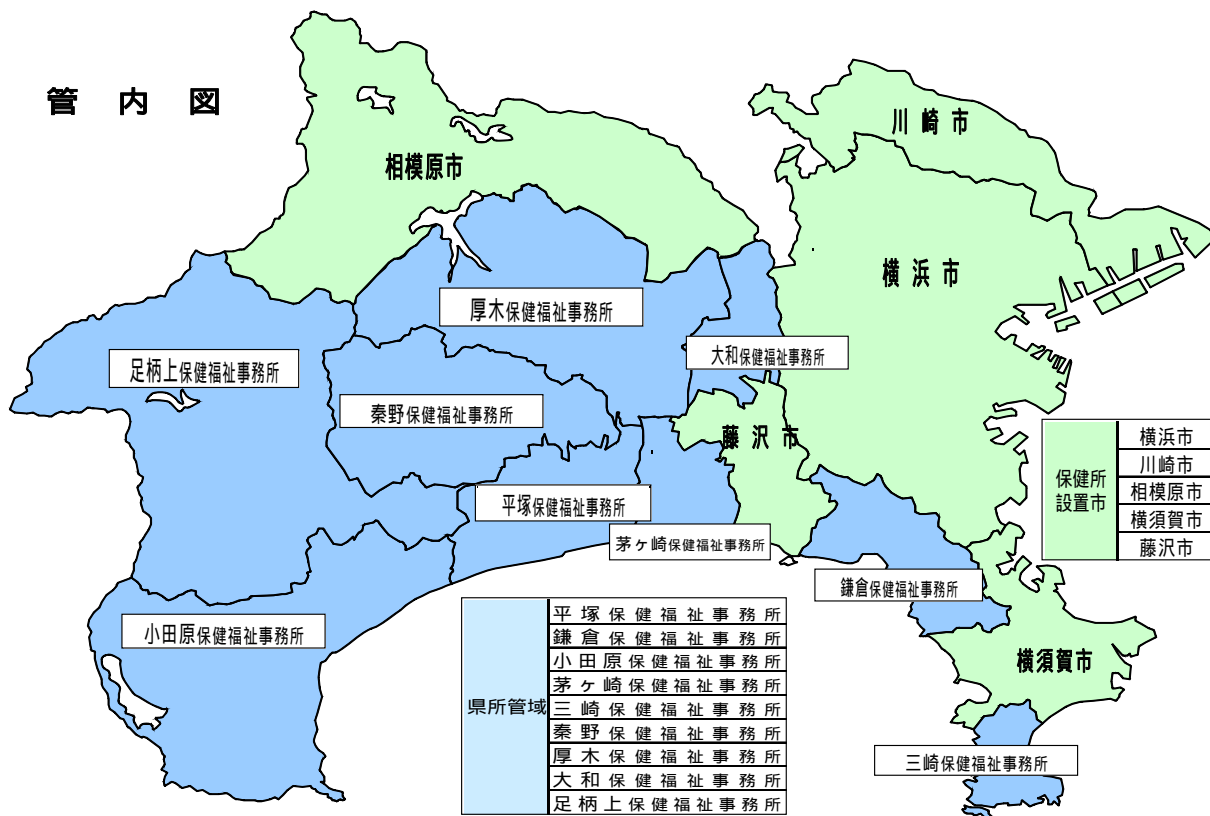 管内図
川崎市
相模原市
横浜市
厚木保健福祉事務所
大和保健福祉事務所
足柄上保健福祉事務所
秦野保健福祉事務所
藤沢市
平塚保健福祉事務所
茅ヶ崎保健福祉事務所
鎌倉保健福祉事務所
小田原保健福祉事務所
横須賀市
三崎保健福祉事務所
保健所
設置市
横浜市
川崎市
相模原市
横須賀市
藤沢市
県所管域
平塚保健福祉事務所
鎌倉保健福祉事務所
小田原保健福祉事務所
茅ヶ崎保健福祉事務所
三崎保健福祉事務所
秦野保健福祉事務所
厚木保健福祉事務所
大和保健福祉事務所
足柄上保健福祉事務所